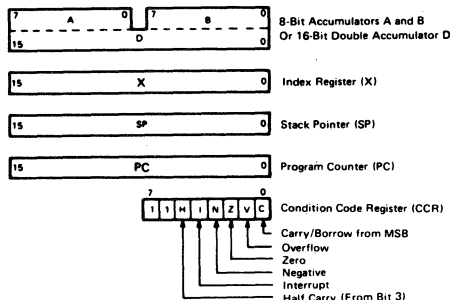 7 A 0 7 B 0 8-Bit Accumulators A and B
15 D 0 Or 16-Bit Double Accumulator D
15 X 0 Index Register (X)
15 SP 0 Stack Pointer (SP)
15 PC 0 Program Counter (PC)
7 0
1 1 H I N Z V C Condition Code Register (CCR)
Carry/Borrow from MSB
Overflow
Zero
Negative
Interrupt
Half Carry (From Bit 3)